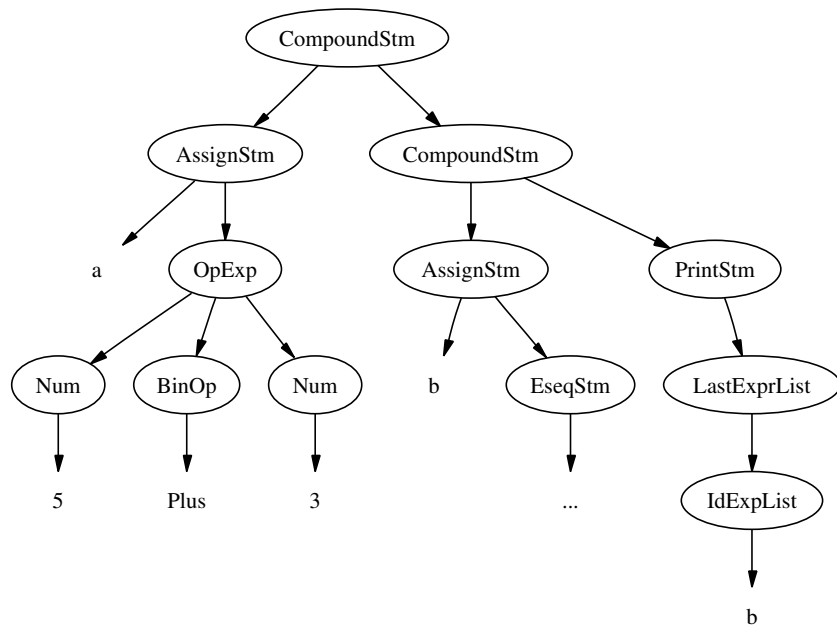 CompoundStm
AssignStm CompoundStm
a OpExp AssignStm PrintStm
Num BinOp Num b EseqStm LastExprList
5 Plus 3 ... IdExpList
b